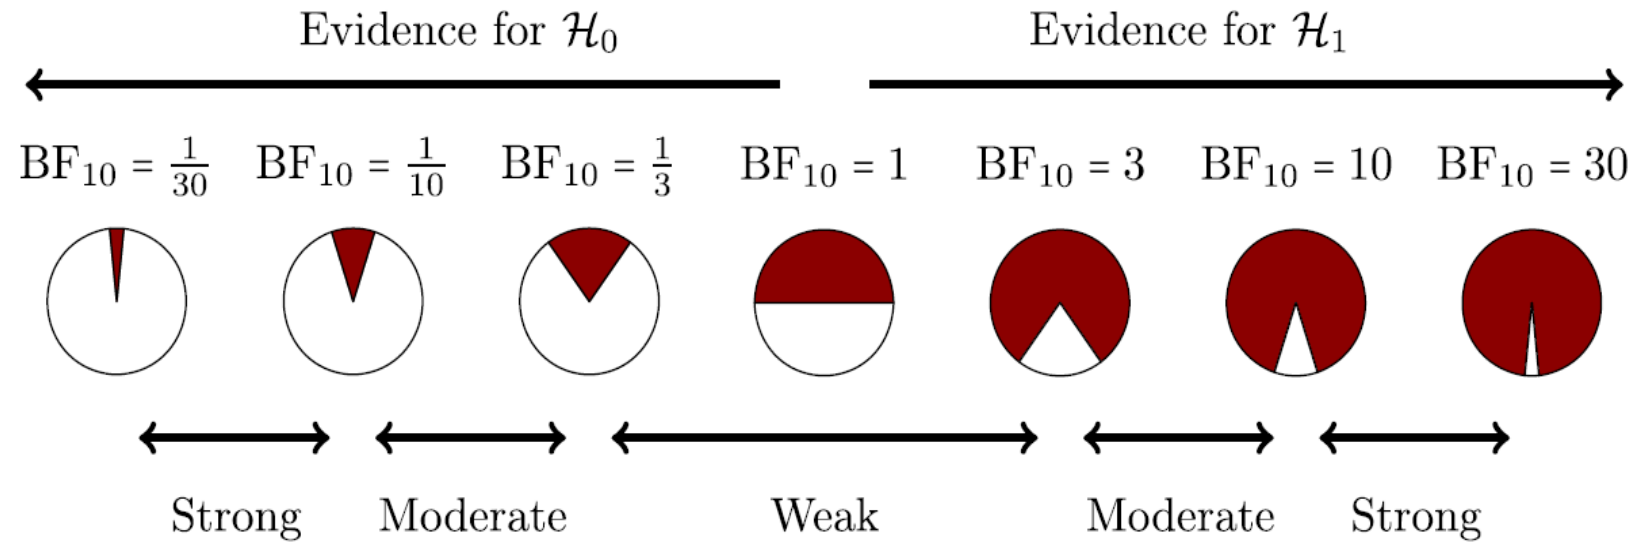 Evidence for ℋ₀ Evidence for ℋ₁
BF₁₀ = 1/30 BF₁₀ = 1/10 BF₁₀ = 1/3 BF₁₀ = 1 BF₁₀ = 3 BF₁₀ = 10 BF₁₀ = 30
Strong Moderate Weak Moderate Strong